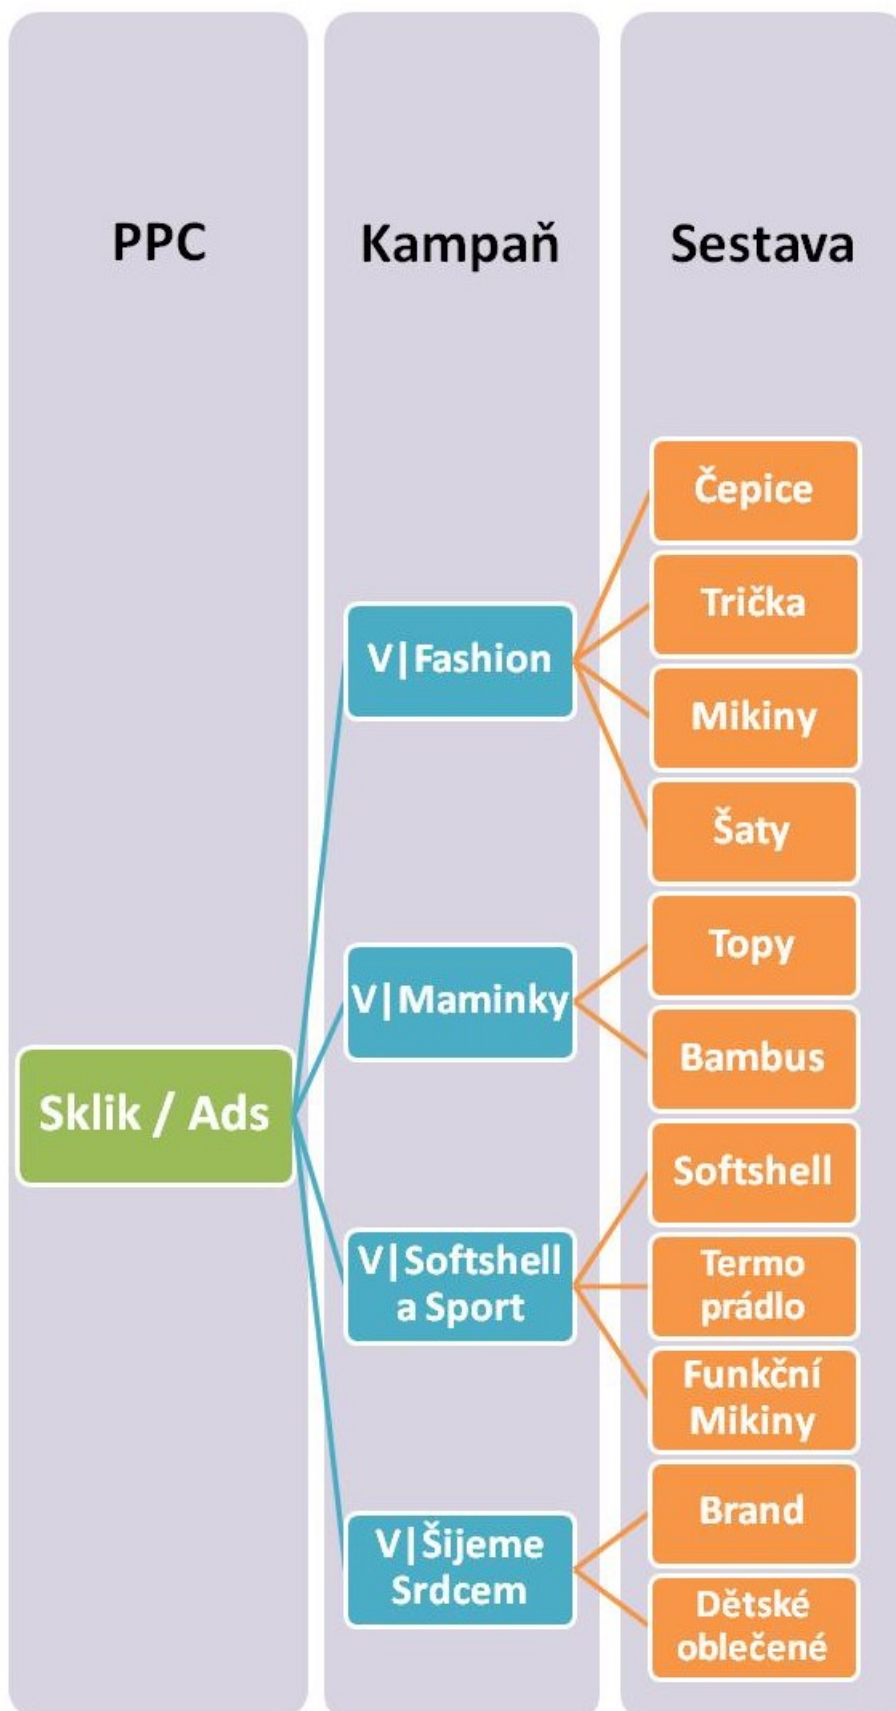 PPC
Kampaň
Sestava
Sklik / Ads
V|Fashion
Čepice
Trička
Mikiny
Šaty
V|Maminky
Topy
Bambus
V|Softshell
a Sport
Softshell
Termo
prádlo
Funkční
Mikiny
V|Šijeme
Srdcem
Brand
Dětské
oblečené